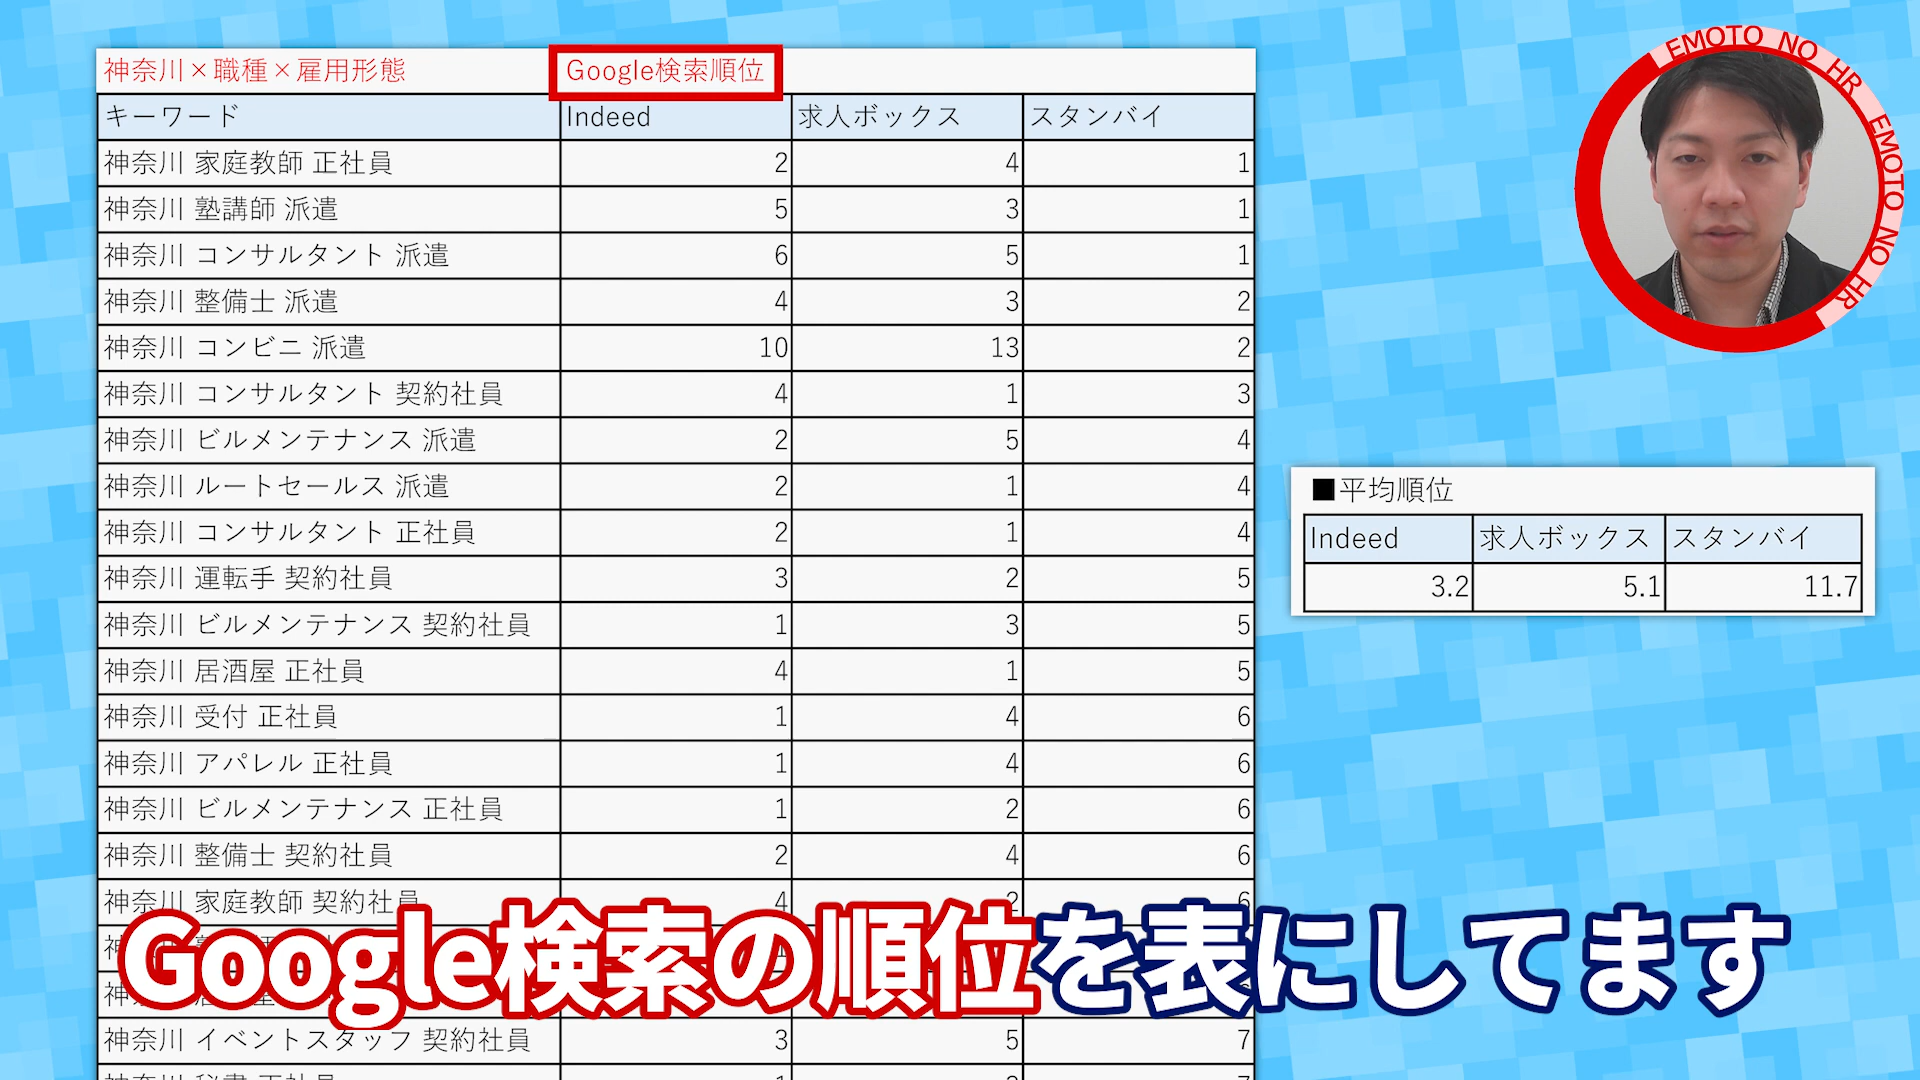 神奈川×職種×雇用形態 Google検索順位
キーワード Indeed 求人ボックス スタンバイ
神奈川 家庭教師 正社員 2 4 1
神奈川 塾講師 派遣 5 3 1
神奈川 コンサルタント 派遣 6 5 1
神奈川 整備士 派遣 4 3 2
神奈川 コンビニ 派遣 10 13 2
神奈川 コンサルタント 契約社員 4 1 3
神奈川 ビルメンテナンス 派遣 2 5 4
神奈川 ルートセールス 派遣 2 1 4
神奈川 コンサルタント 正社員 2 1 4
神奈川 運転手 契約社員 3 2 5
神奈川 ビルメンテナンス 契約社員 1 3 5
神奈川 居酒屋 正社員 4 1 5
神奈川 受付 正社員 1 4 6
神奈川 アパレル 正社員 1 4 6
神奈川 ビルメンテナンス 正社員 1 2 6
神奈川 整備士 契約社員 2 4 6
神奈川 家庭教師 契約社員 4 2 6
神奈川 イベントスタッフ 契約社員 3 5 7
Google検索の順位を表にしてます
■平均順位
Indeed 求人ボックス スタンバイ
3.2 5.1 11.7
EMOTO NO HR EMOTO NO HR